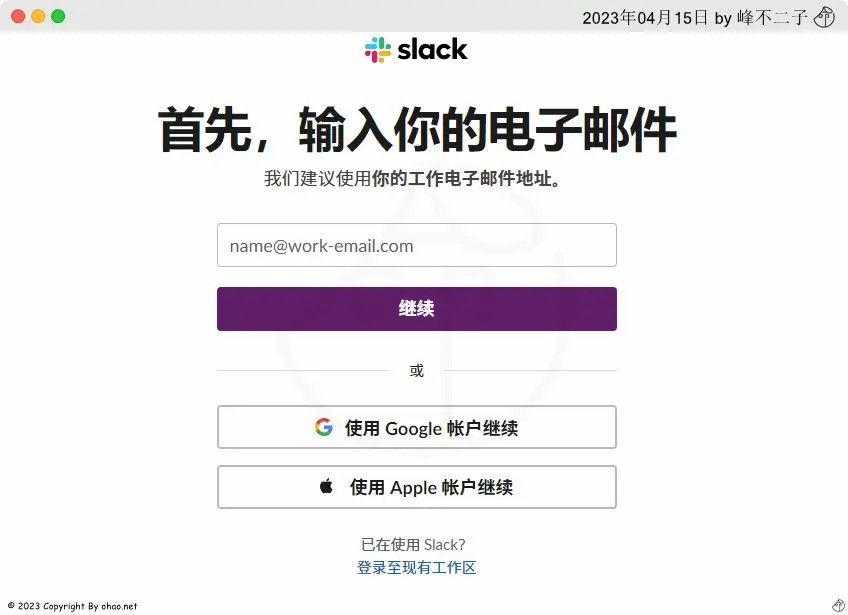 2023年04月15日 by 峰不二子
slack
首先，输入你的电子邮件
我们建议使用你的工作电子邮件地址。
name@work-email.com
继续
或
使用 Google 帐户继续
使用 Apple 帐户继续
已在使用 Slack？
登录至现有工作区
© 2023 Copyright By ohao.net